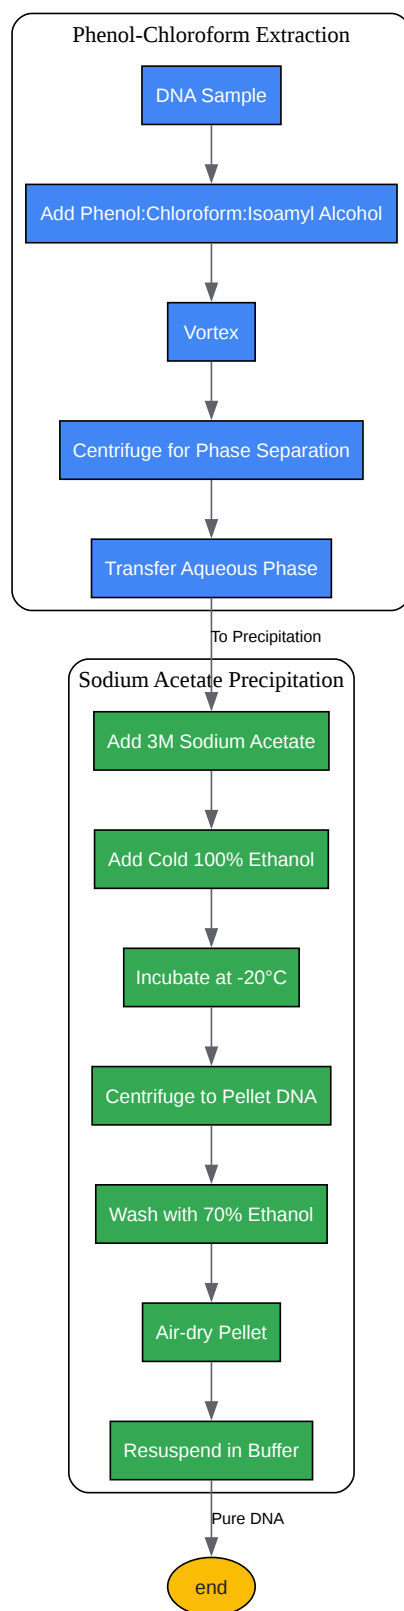 Phenol-Chloroform Extraction
DNA Sample
Add Phenol:Chloroform:Isoamyl Alcohol
Vortex
Centrifuge for Phase Separation
Transfer Aqueous Phase
To Precipitation
Sodium Acetate Precipitation
Add 3M Sodium Acetate
Add Cold 100% Ethanol
Incubate at -20°C
Centrifuge to Pellet DNA
Wash with 70% Ethanol
Air-dry Pellet
Resuspend in Buffer
Pure DNA
end